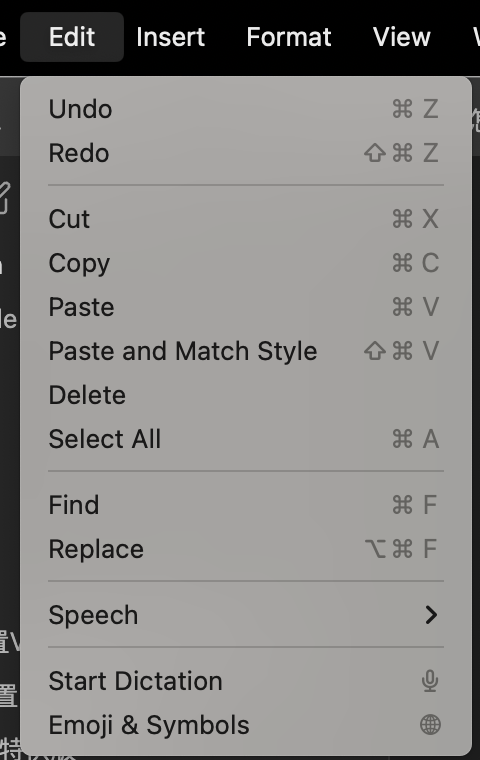 Edit Insert Format View
Undo ⌘ Z
Redo ⇧⌘ Z
Cut ⌘ X
Copy ⌘ C
Paste ⌘ V
Paste and Match Style ⇧⌘ V
Delete
Select All ⌘ A
Find ⌘ F
Replace ⌥⌘ F
Speech
Start Dictation
Emoji & Symbols